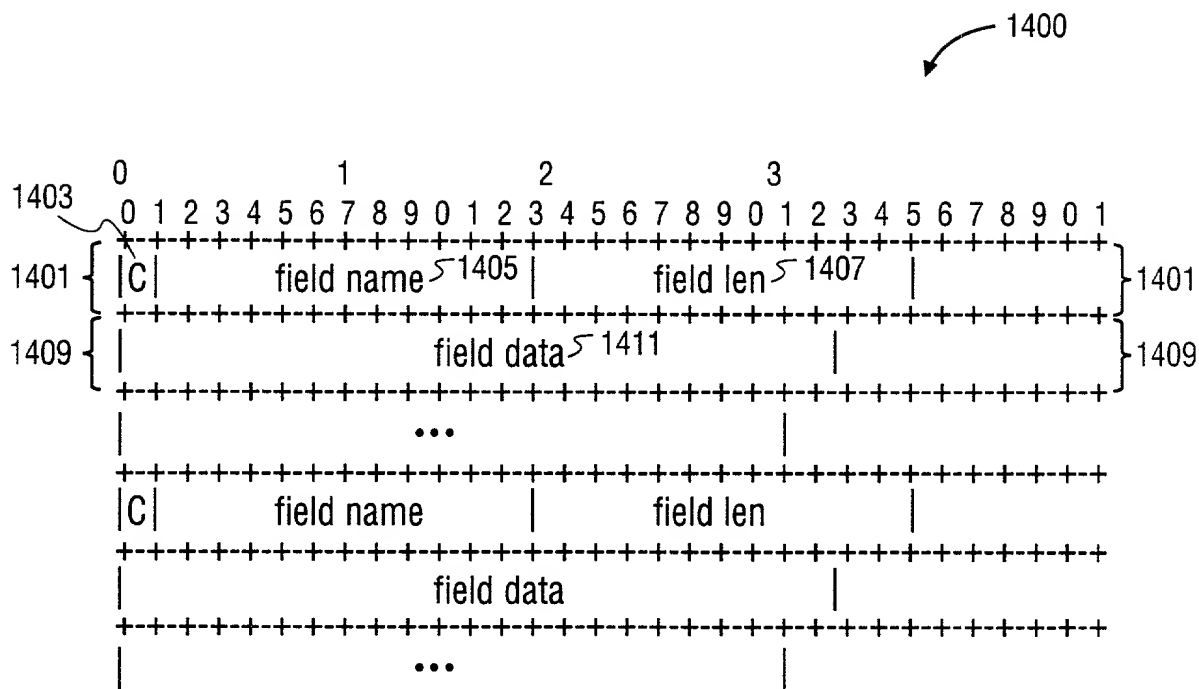 1400
0 1 2 3
1403
0 1 2 3 4 5 6 7 8 9 0 1 2 3 4 5 6 7 8 9 0 1 2 3 4 5 6 7 8 9 0 1
+--+--+--+--+--+--+--+--+--+--+--+--+--+--+--+--+--+--+--+--+--+--+--+--+--+--+--+--+--+--+--+--+
1401 { |C| field name 1405 | field len 1407 | } 1401
+--+--+--+--+--+--+--+--+--+--+--+--+--+--+--+--+--+--+--+--+--+--+--+--+--+--+--+--+--+--+--+--+
1409 { | field data 1411 | } 1409
+--+--+--+--+--+--+--+--+--+--+--+--+--+--+--+--+--+--+--+--+--+--+--+--+--+--+--+--+--+--+--+--+
| ••• |
+--+--+--+--+--+--+--+--+--+--+--+--+--+--+--+--+--+--+--+--+--+--+--+--+--+--+--+--+--+--+--+--+
|C| field name | field len |
+--+--+--+--+--+--+--+--+--+--+--+--+--+--+--+--+--+--+--+--+--+--+--+--+--+--+--+--+--+--+--+--+
| field data |
+--+--+--+--+--+--+--+--+--+--+--+--+--+--+--+--+--+--+--+--+--+--+--+--+--+--+--+--+--+--+--+--+
| ••• |